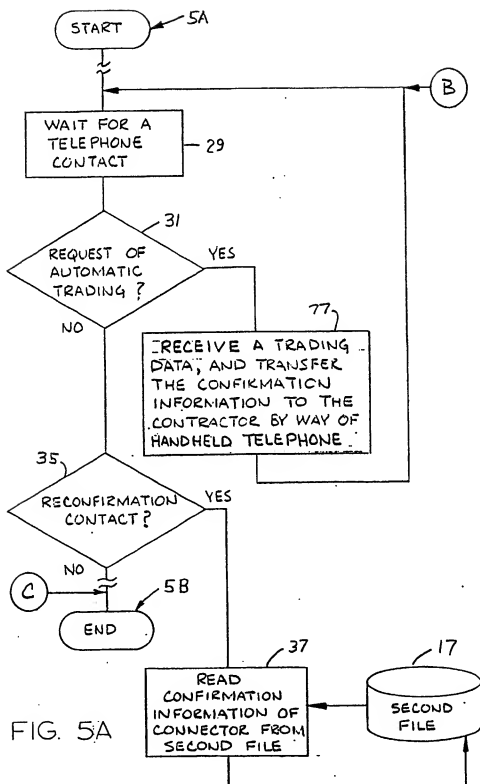 START
5A
B
WAIT FOR A
TELEPHONE
CONTACT
29
31
REQUEST OF
AUTOMATIC
TRADING?
YES
NO
77
RECEIVE A TRADING
DATA, AND TRANSFER
THE CONFIRMATION
INFORMATION TO THE
CONTRACTOR BY WAY OF
HANDHELD TELEPHONE
35
RECONFIRMATION
CONTACT?
YES
NO
C
5B
END
37
17
READ
CONFIRMATION
INFORMATION OF
CONNECTOR FROM
SECOND FILE
SECOND
FILE
FIG. 5A